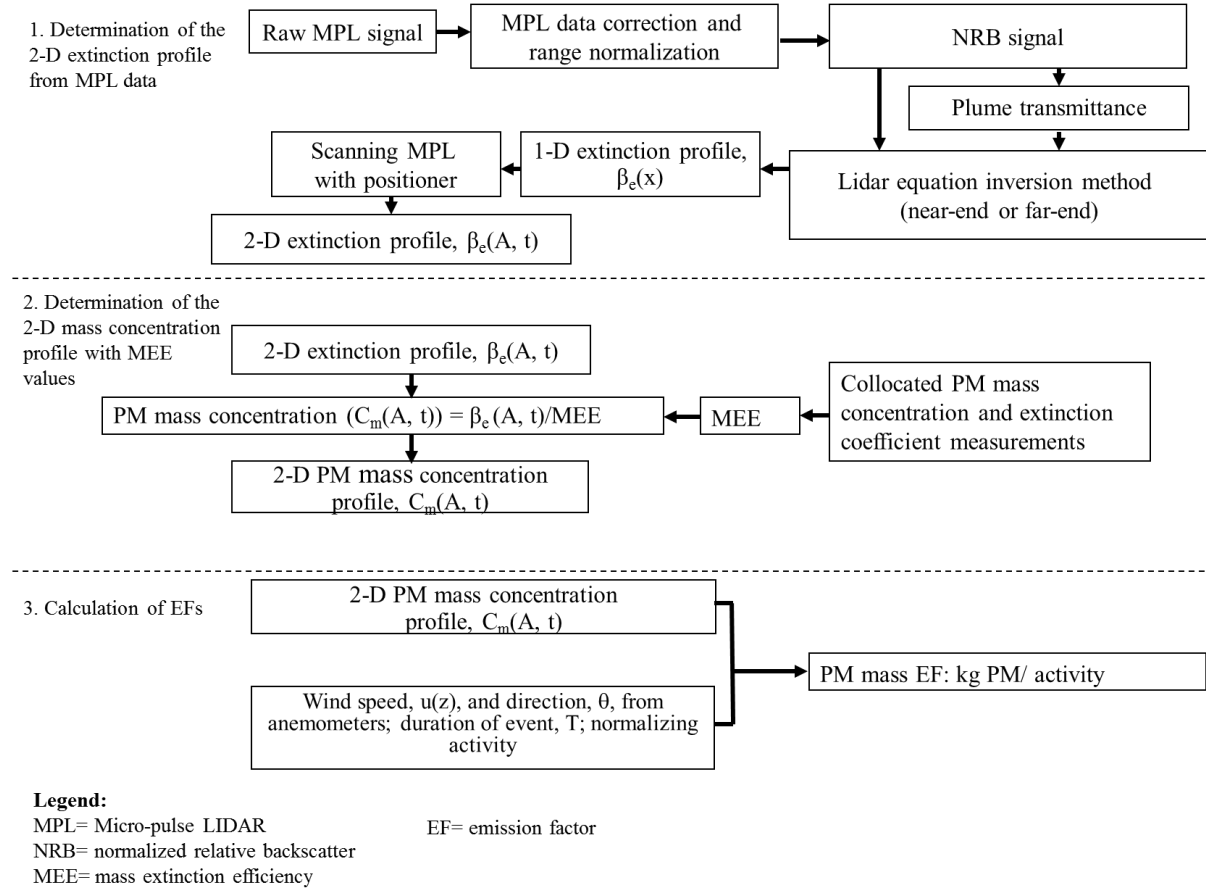 1. Determination of the
2-D extinction profile
from MPL data
Raw MPL signal
MPL data correction and
range normalization
NRB signal
Plume transmittance
Lidar equation inversion method
(near-end or far-end)
1-D extinction profile,
βe(x)
Scanning MPL
with positioner
2-D extinction profile, βe(A, t)
2. Determination of the
2-D mass concentration
profile with MEE
values
2-D extinction profile, βe(A, t)
PM mass concentration (Cm(A, t)) = βe (A, t)/MEE
MEE
Collocated PM mass
concentration and extinction
coefficient measurements
2-D PM mass concentration
profile, Cm(A, t)
3. Calculation of EFs
2-D PM mass concentration
profile, Cm(A, t)
Wind speed, u(z), and direction, θ, from
anemometers; duration of event, T; normalizing
activity
PM mass EF: kg PM/ activity
Legend:
MPL= Micro-pulse LIDAR
EF= emission factor
NRB= normalized relative backscatter
MEE= mass extinction efficiency